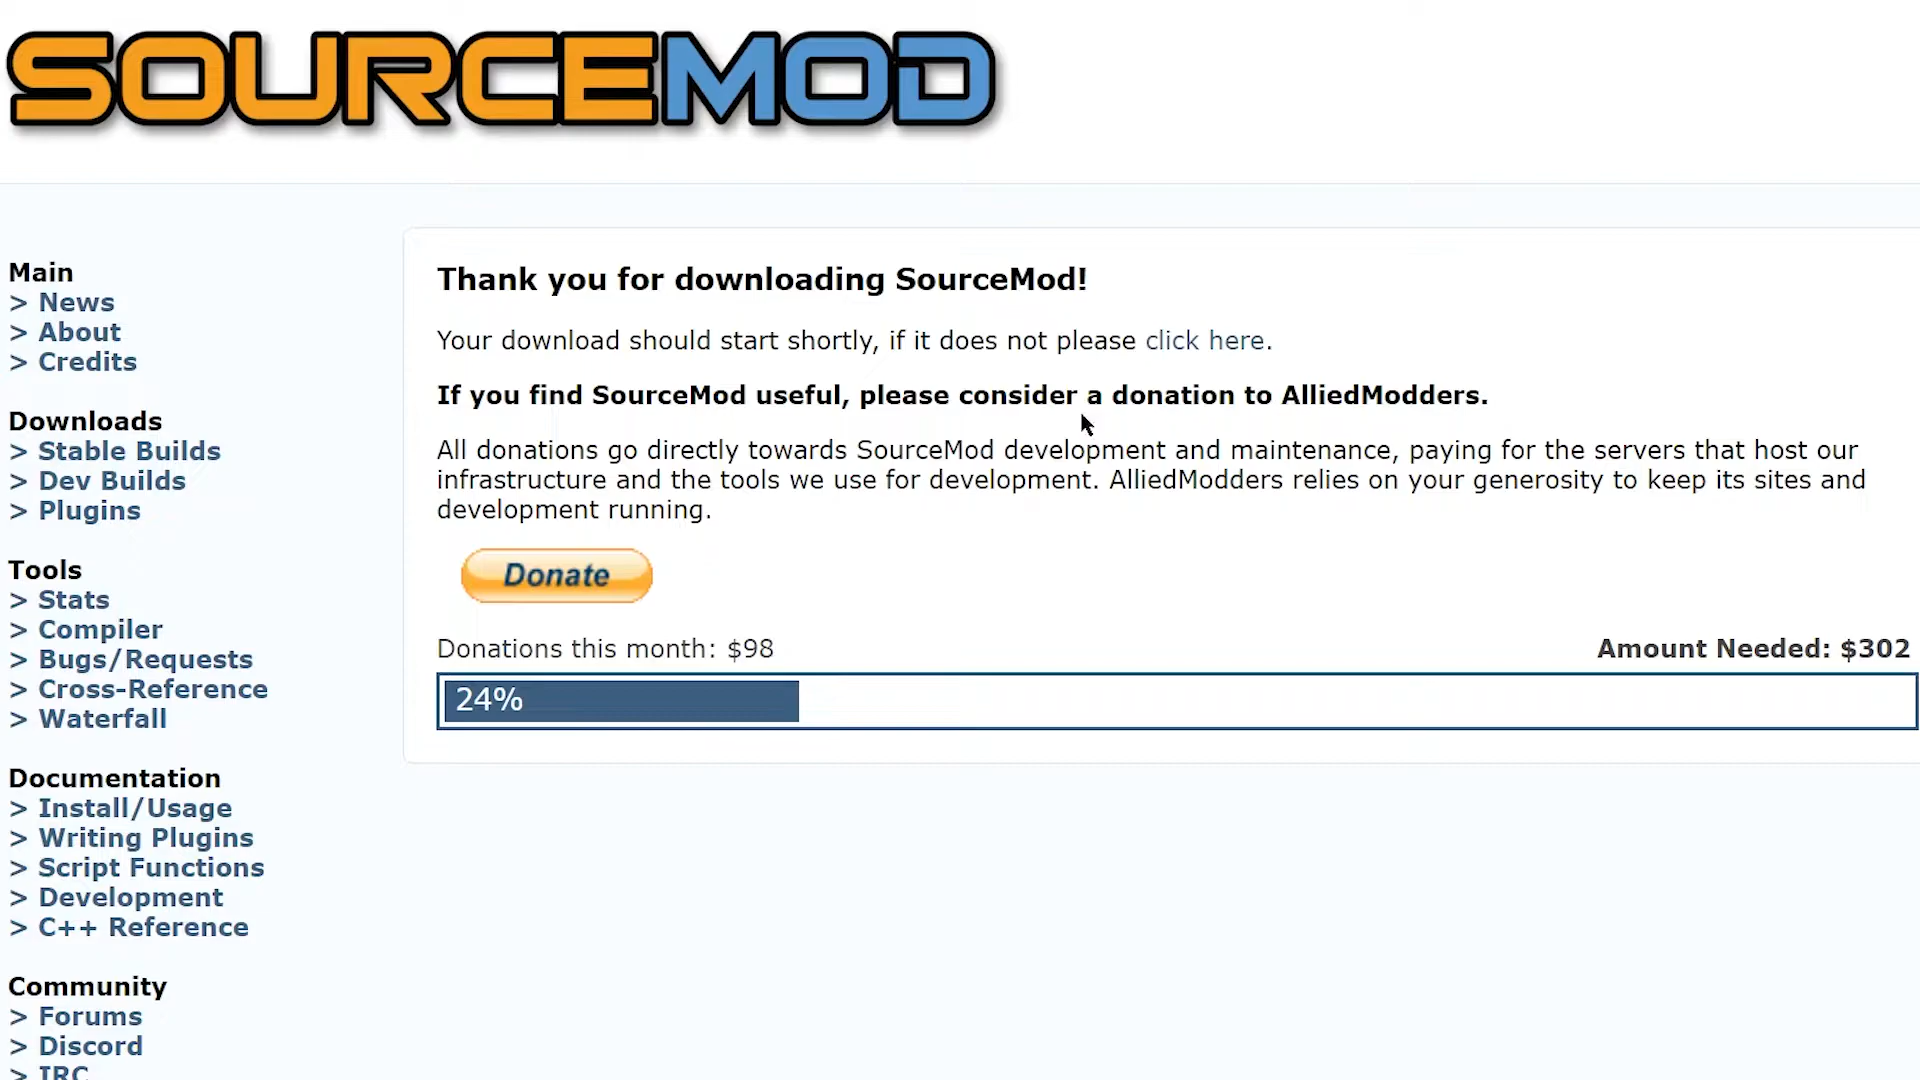 SOURCEMOD
Main
> News
> About
> Credits
Downloads
> Stable Builds
> Dev Builds
> Plugins
Tools
> Stats
> Compiler
> Bugs/Requests
> Cross-Reference
> Waterfall
Documentation
> Install/Usage
> Writing Plugins
> Script Functions
> Development
> C++ Reference
Community
> Forums
> Discord
> IRC
Thank you for downloading SourceMod!
Your download should start shortly, if it does not please click here.
If you find SourceMod useful, please consider a donation to AlliedModders.
All donations go directly towards SourceMod development and maintenance, paying for the servers that host our
infrastructure and the tools we use for development. AlliedModders relies on your generosity to keep its sites and
development running.
Donate
Donations this month: $98
Amount Needed: $302
24%